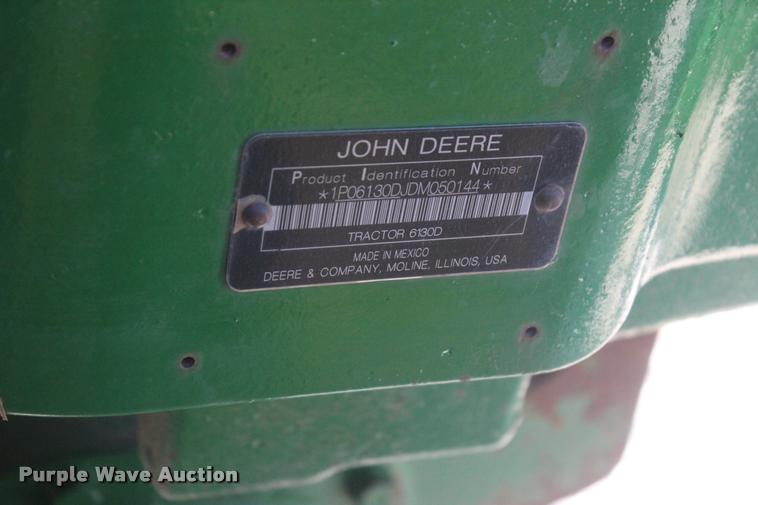 JOHN DEERE
Product Identification Number
*1P06130DJDM050144*
TRACTOR 6130D
MADE IN MEXICO
DEERE & COMPANY, MOLINE, ILLINOIS, USA
Purple Wave Auction